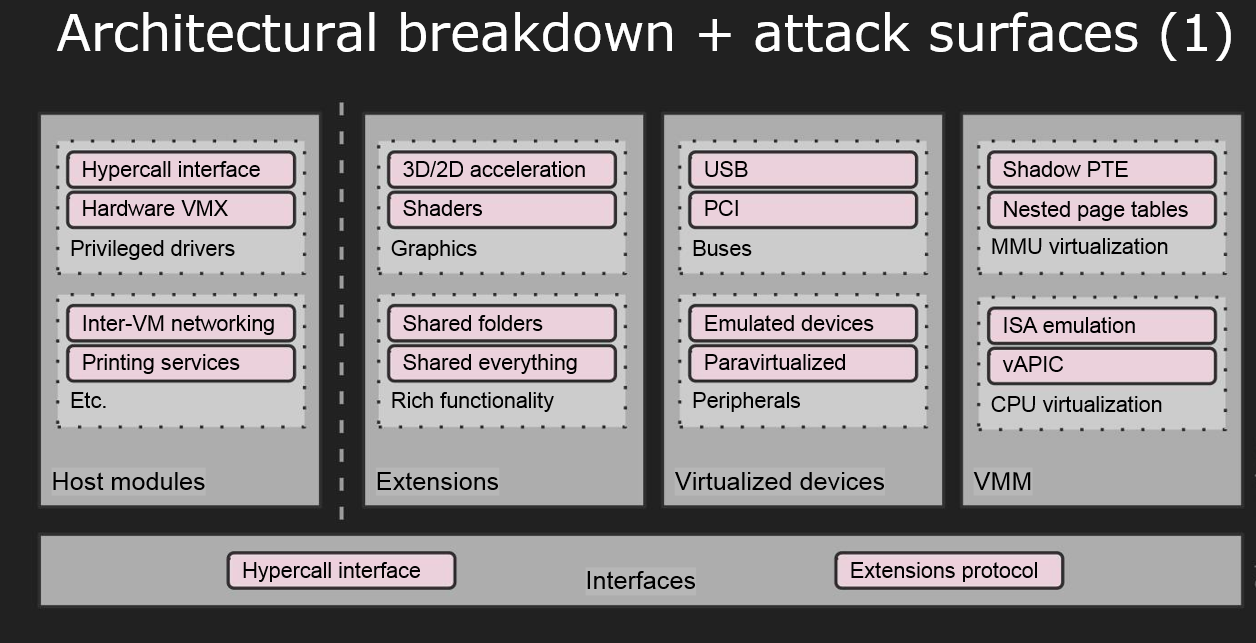 Architectural breakdown + attack surfaces (1)
Hypercall interface
Hardware VMX
Privileged drivers
Inter-VM networking
Printing services
Etc.
Host modules
3D/2D acceleration
Shaders
Graphics
Shared folders
Shared everything
Rich functionality
Extensions
USB
PCI
Buses
Emulated devices
Paravirtualized
Peripherals
Virtualized devices
Shadow PTE
Nested page tables
MMU virtualization
ISA emulation
vAPIC
CPU virtualization
VMM
Hypercall interface
Interfaces
Extensions protocol